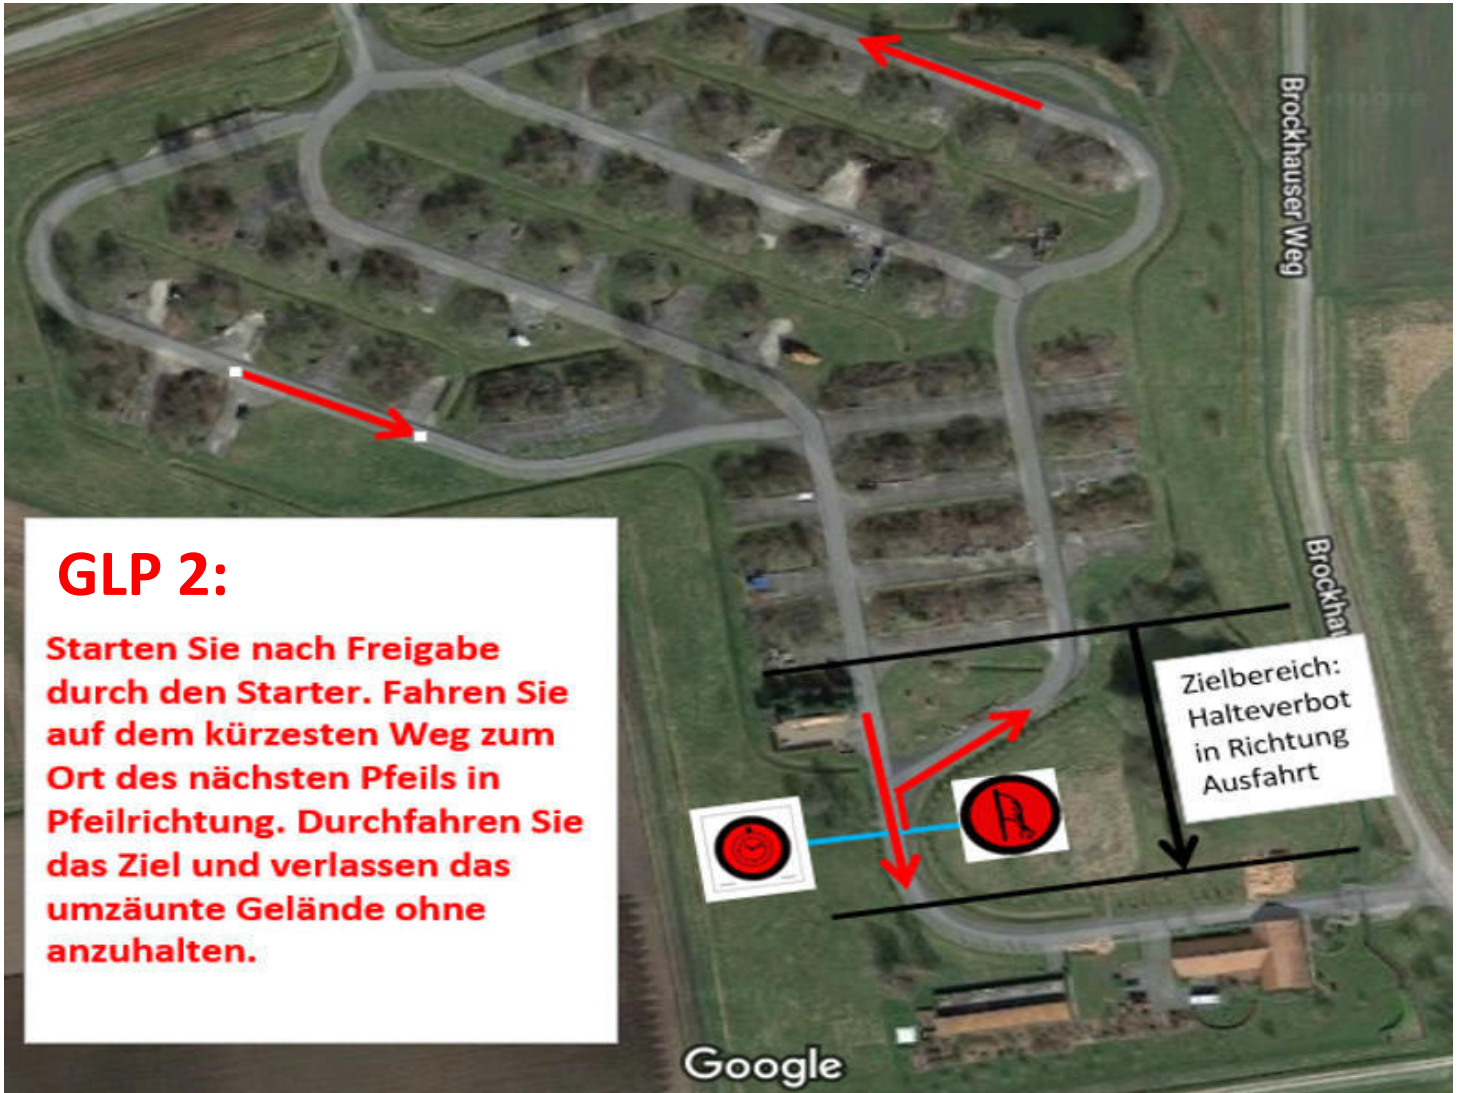 GLP 2:
Starten Sie nach Freigabe
durch den Starter. Fahren Sie
auf dem kürzesten Weg zum
Ort des nächsten Pfeils in
Pfeilrichtung. Durchfahren Sie
das Ziel und verlassen das
umzäunte Gelände ohne
anzuhalten.
Brockhauser Weg
Brockhau
Zielbereich:
Halteverbot
in Richtung
Ausfahrt
Google